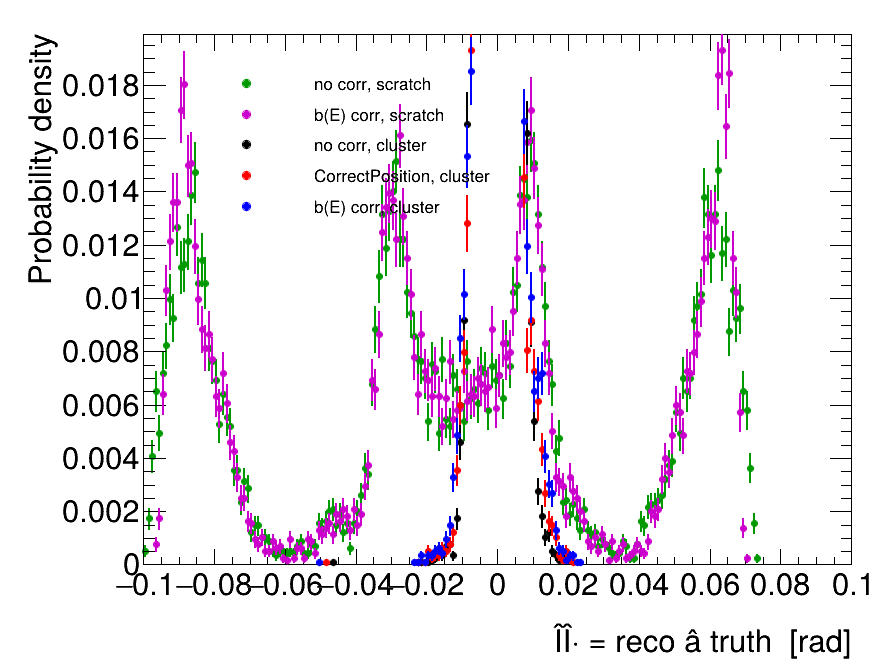 Probability density
0.018
0.016
0.014
0.012
0.01
0.008
0.006
0.004
0.002
0
no corr, scratch
b(E) corr, scratch
no corr, cluster
CorrectPosition, cluster
b(E) corr, cluster
−0.1 −0.08 −0.06 −0.04 −0.02 0 0.02 0.04 0.06 0.08 0.1
ÎÎ· = reco â truth [rad]